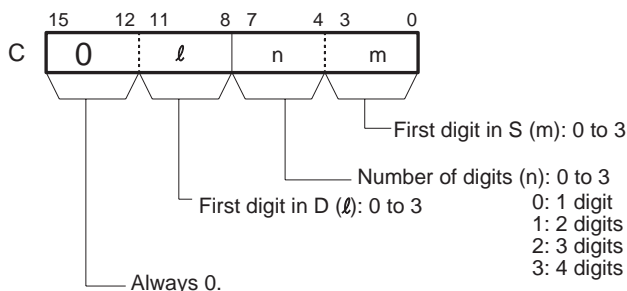 15 12 11 8 7 4 3 0
C 0 ℓ n m
First digit in S (m): 0 to 3
Number of digits (n): 0 to 3
First digit in D (ℓ): 0 to 3
0: 1 digit
1: 2 digits
2: 3 digits
3: 4 digits
Always 0.